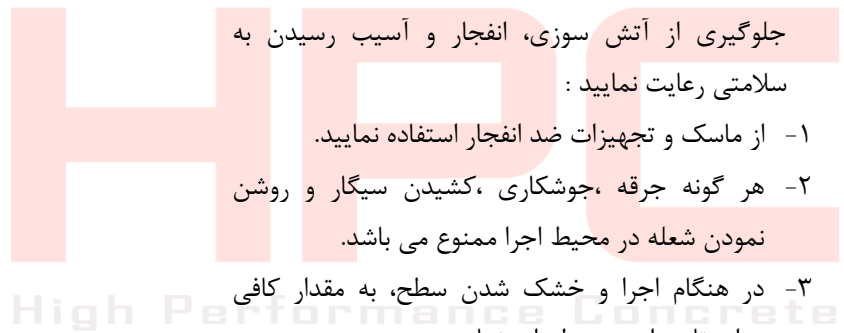 جلوگیری از آتش سوزی، انفجار و آسیب رسیدن به
سلامتی رعایت نمایید :
۱- از ماسک و تجهیزات ضد انفجار استفاده نمایید.
۲- هر گونه جرقه ،جوشکاری ،کشیدن سیگار و روشن
نمودن شعله در محیط اجرا ممنوع می باشد.
۳- در هنگام اجرا و خشک شدن سطح، به مقدار کافی
HPC
High Performance Concrete